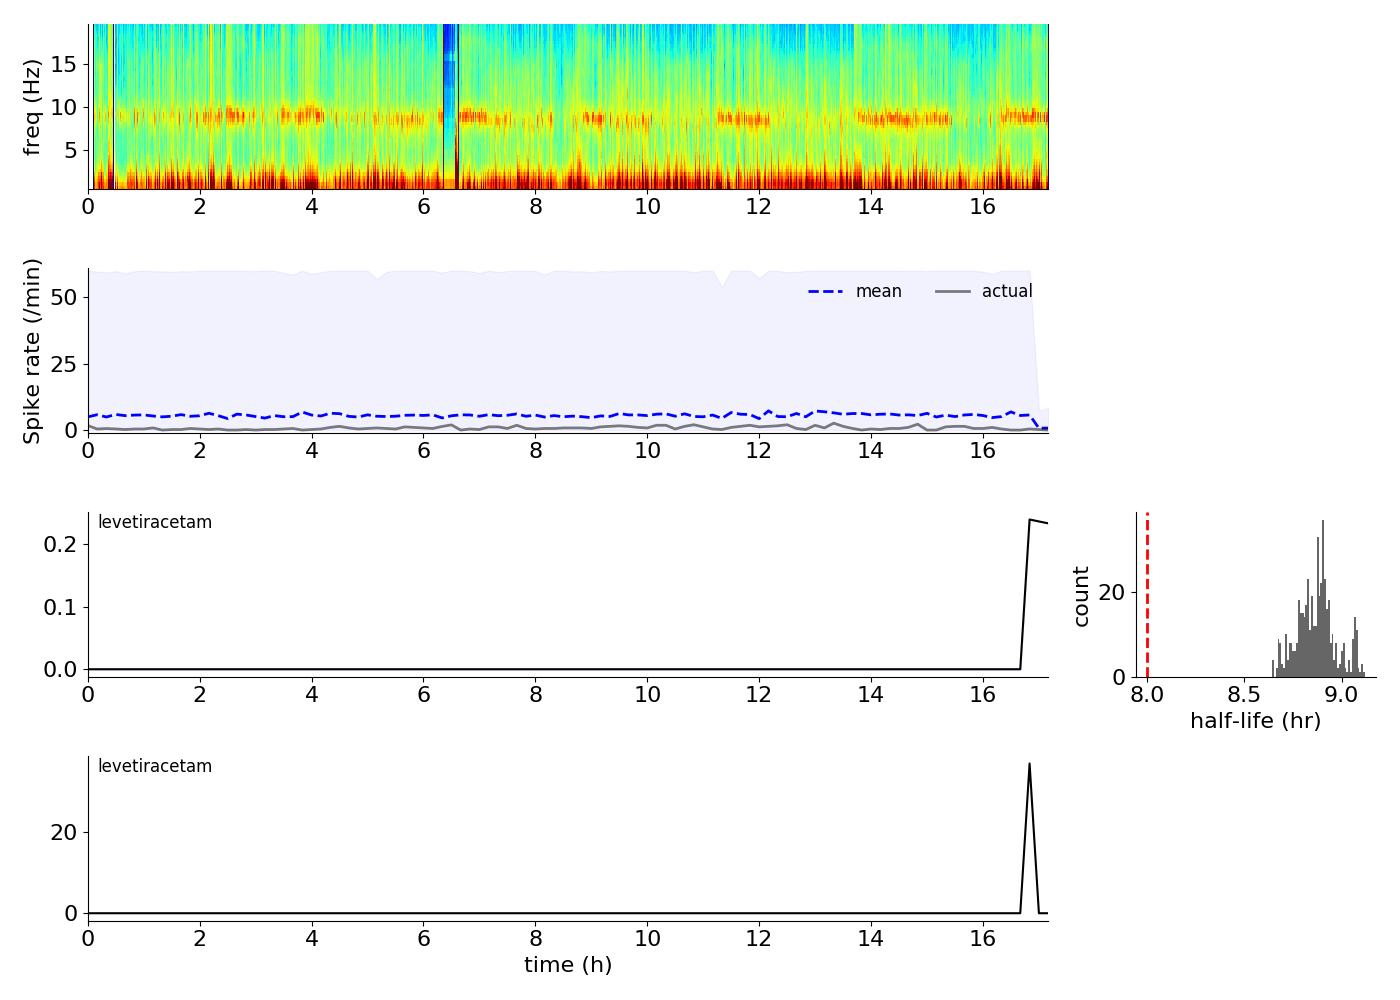 freq (Hz)
15
10
5
0 2 4 6 8 10 12 14 16
Spike rate (/min)
50
25
0
mean actual
0 2 4 6 8 10 12 14 16
levetiracetam
0.2
0.1
0.0
0 2 4 6 8 10 12 14 16
count
20
0
8.0 8.5 9.0
half-life (hr)
levetiracetam
20
0
0 2 4 6 8 10 12 14 16
time (h)